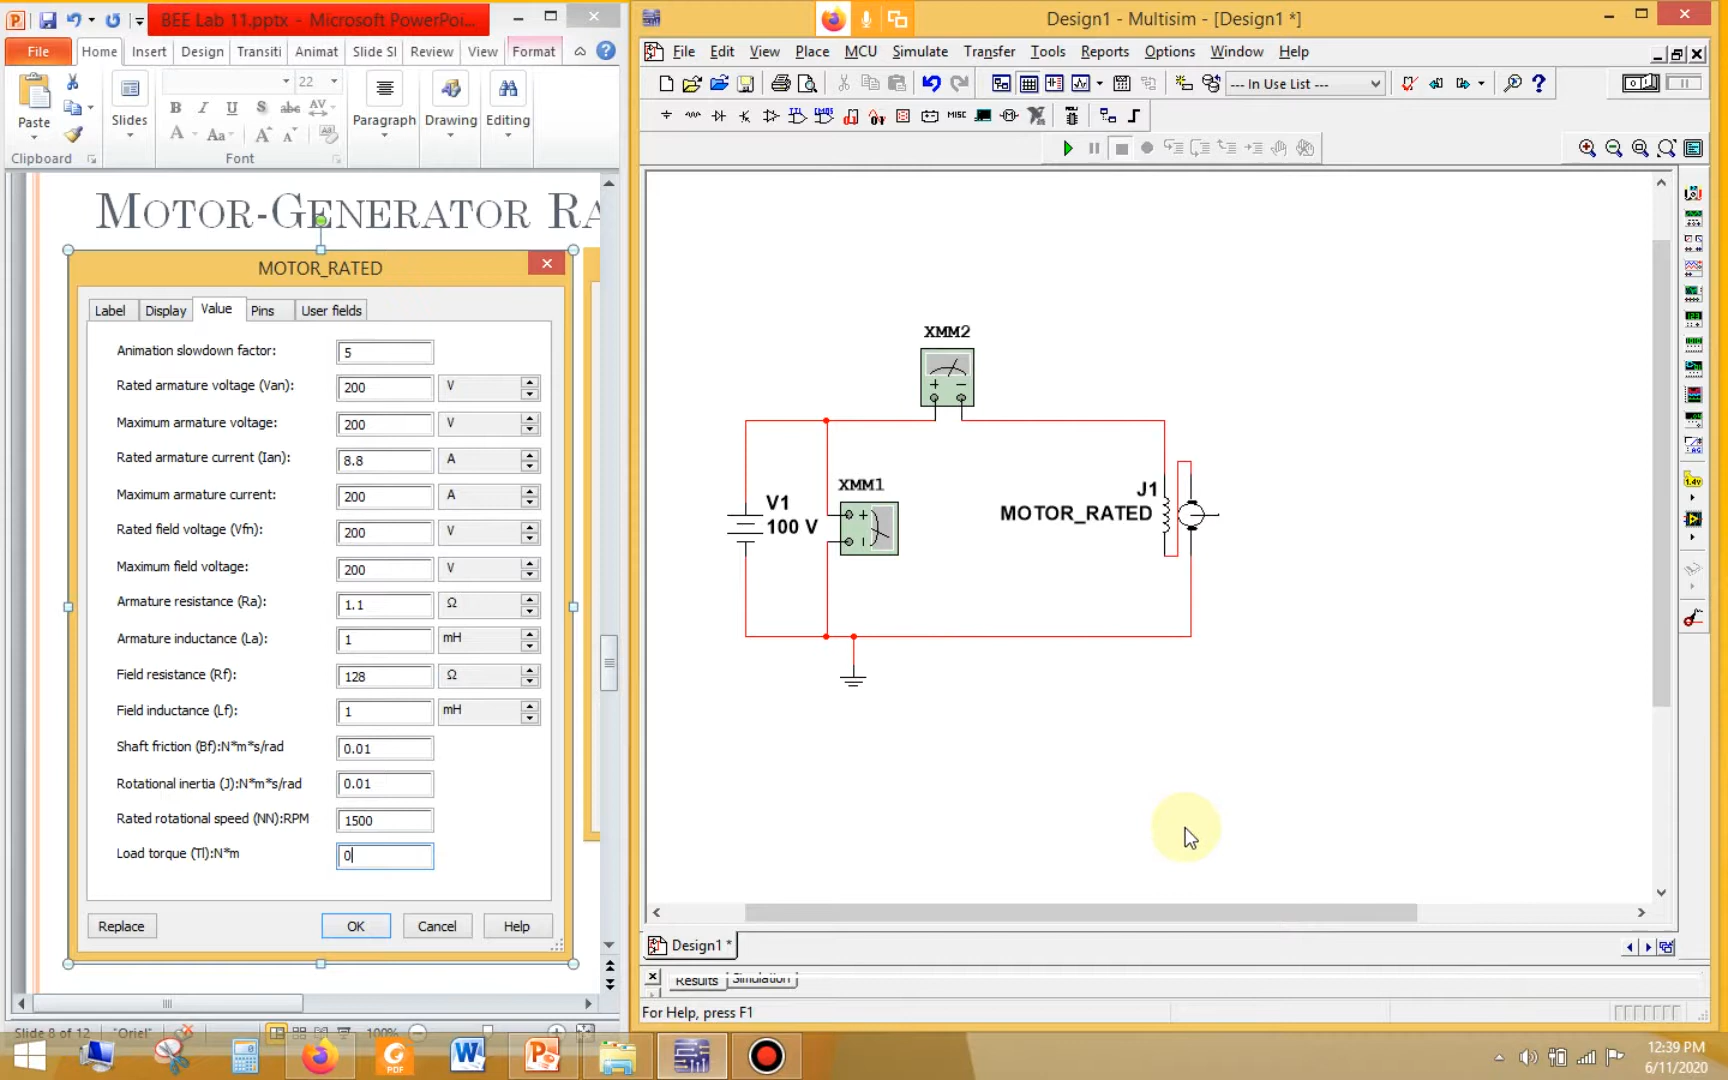 BEE Lab 11.pptx - Microsoft PowerPoi...
File Home Insert Design Transiti Animat Slide Sl Review View Format
22
Paste
Slides
Paragraph
Drawing
Editing
Clipboard
Font
MOTOR-GENERATOR RA
MOTOR_RATED
Label Display Value Pins User fields
Animation slowdown factor: 5
Rated armature voltage (Van): 200 V
Maximum armature voltage: 200 V
Rated armature current (Ian): 8.8 A
Maximum armature current: 200 A
Rated field voltage (Vfn): 200 V
Maximum field voltage: 200 V
Armature resistance (Ra): 1.1 Ω
Armature inductance (La): 1 mH
Field resistance (Rf): 128 Ω
Field inductance (Lf): 1 mH
Shaft friction (Bf):N*m*s/rad 0.01
Rotational inertia (J):N*m*s/rad 0.01
Rated rotational speed (NN):RPM 1500
Load torque (Tl):N*m 0
Replace OK Cancel Help
Slide 8 of 12 "Oriel" 100%
Design1 - Multisim - [Design1 *]
File Edit View Place MCU Simulate Transfer Tools Reports Options Window Help
--- In Use List ---
MISC
XMM2
XMM1
V1
100 V
J1
MOTOR_RATED
Design1 *
Results Simulation
For Help, press F1
PDF
12:39 PM
6/11/2020